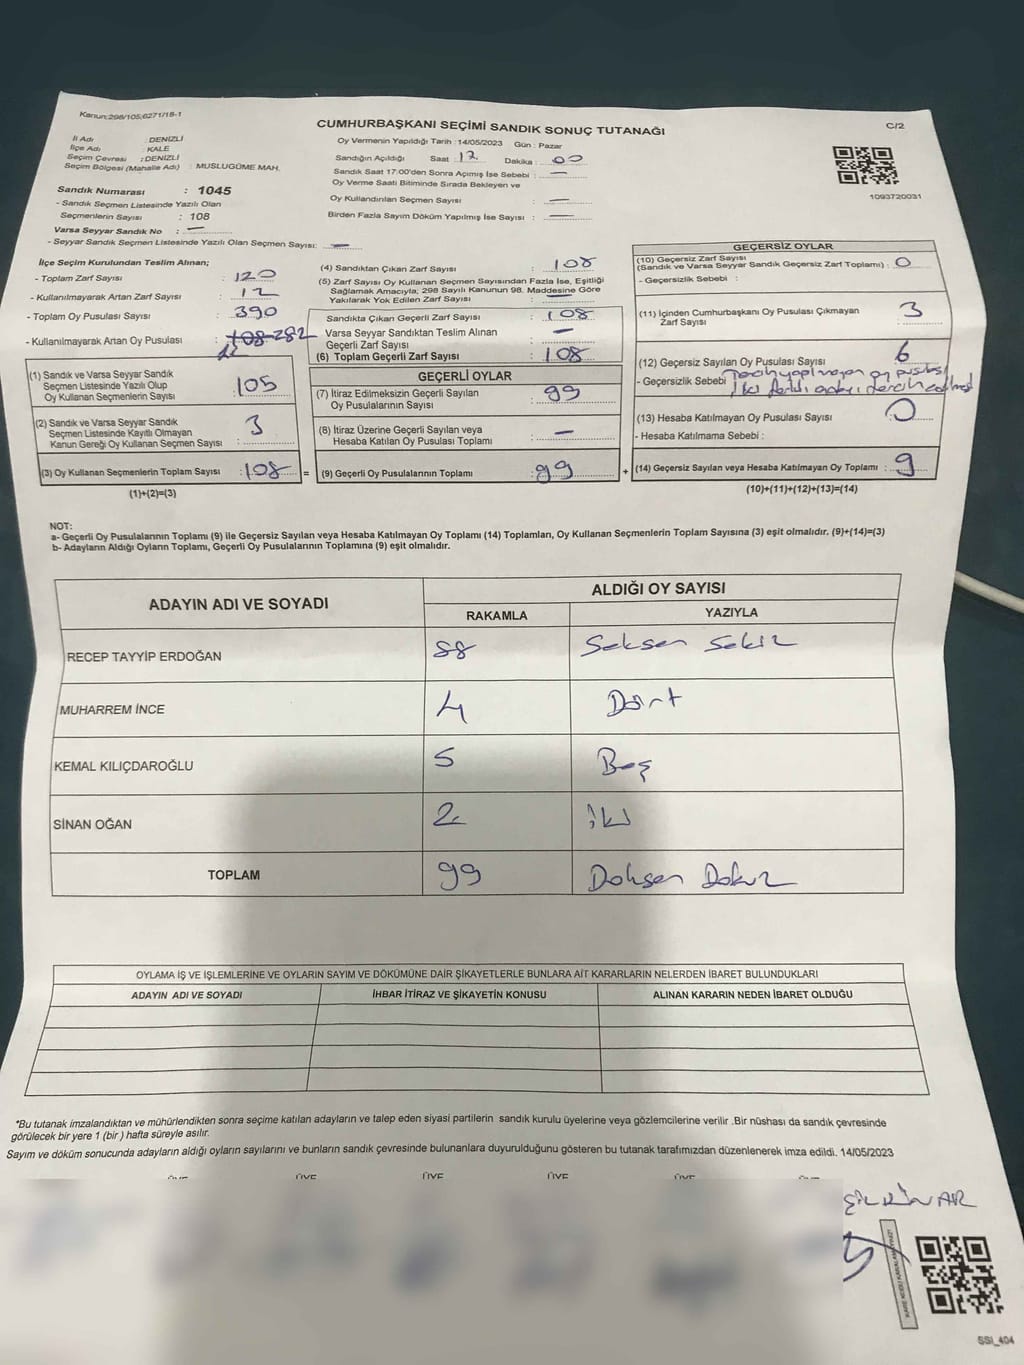 Kanun:298/105;6271/18-1
CUMHURBAŞKANI SEÇİMİ SANDIK SONUÇ TUTANAĞI
C/2
İl Adı : DENİZLİ
İlçe Adı : KALE
Seçim Çevresi : DENİZLİ
Seçim Bölgesi (Mahalle Adı) : MUSLUGÜME MAH.
Sandık Numarası : 1045
- Sandık Seçmen Listesinde Yazılı Olan
Seçmenlerin Sayısı : 108
Varsa Seyyar Sandık No : —
- Seyyar Sandık Seçmen Listesinde Yazılı Olan Seçmen Sayısı: —
Oy Vermenin Yapıldığı Tarih : 14/05/2023 Gün : Pazar
Sandığın Açıldığı Saat : 17 Dakika : 00
Sandık Saat 17:00'den Sonra Açımış İse Sebebi : —
Oy Verme Saati Bitiminde Sırada Bekleyen ve
Oy Kullandırılan Seçmen Sayısı : —
Birden Fazla Sayım Döküm Yapılmış İse Sayısı : —
1093720031
İlçe Seçim Kurulundan Teslim Alınan;
- Toplam Zarf Sayısı : 120
- Kullanılmayarak Artan Zarf Sayısı : 12
- Toplam Oy Pusulası Sayısı : 390
- Kullanılmayarak Artan Oy Pusulası : 108 282
(1) Sandık ve Varsa Seyyar Sandık
Seçmen Listesinde Yazılı Olup
Oy Kullanan Seçmenlerin Sayısı : 105
(2) Sandık ve Varsa Seyyar Sandık
Seçmen Listesinde Kayıtlı Olmayan
Kanun Gereği Oy Kullanan Seçmen Sayısı : 3
(3) Oy Kullanan Seçmenlerin Toplam Sayısı : 108
(1)+(2)=(3)
(4) Sandıktan Çıkan Zarf Sayısı : 108
(5) Zarf Sayısı Oy Kullanan Seçmen Sayısından Fazla İse, Eşitliği
Sağlamak Amacıyla; 298 Sayılı Kanunun 98. Maddesine Göre
Yakılarak Yok Edilen Zarf Sayısı : —
Sandıkta Çıkan Geçerli Zarf Sayısı : 108
Varsa Seyyar Sandıktan Teslim Alınan
Geçerli Zarf Sayısı : —
(6) Toplam Geçerli Zarf Sayısı : 108
GEÇERLİ OYLAR
(7) İtiraz Edilmeksizin Geçerli Sayılan
Oy Pusulalarının Sayısı : 99
(8) İtiraz Üzerine Geçerli Sayılan veya
Hesaba Katılan Oy Pusulası Toplamı : —
= (9) Geçerli Oy Pusulalarının Toplamı : 99 +
GEÇERSİZ OYLAR
(10) Geçersiz Zarf Sayısı
(Sandık ve Varsa Seyyar Sandık Geçersiz Zarf Toplamı) : 0
- Geçersizlik Sebebi :
(11) İçinden Cumhurbaşkanı Oy Pusulası Çıkmayan
Zarf Sayısı : 3
(12) Geçersiz Sayılan Oy Pusulası Sayısı : 6
- Geçersizlik Sebebi : Tercih yapılmayan oy pusulası
İki farklı adayı tercih edilmesi
(13) Hesaba Katılmayan Oy Pusulası Sayısı : 0
- Hesaba Katılmama Sebebi :
(14) Geçersiz Sayılan veya Hesaba Katılmayan Oy Toplamı : 9
(10)+(11)+(12)+(13)=(14)
NOT:
a- Geçerli Oy Pusulalarının Toplamı (9) ile Geçersiz Sayılan veya Hesaba Katılmayan Oy Toplamı (14) Toplamları, Oy Kullanan Seçmenlerin Toplam Sayısına (3) eşit olmalıdır. (9)+(14)=(3)
b- Adayların Aldığı Oyların Toplamı, Geçerli Oy Pusulalarının Toplamına (9) eşit olmalıdır.
ADAYIN ADI VE SOYADI
ALDIĞI OY SAYISI
RAKAMLA YAZIYLA
RECEP TAYYİP ERDOĞAN 88 Seksen Sekiz
MUHARREM İNCE 4 Dört
KEMAL KILIÇDAROĞLU 5 Beş
SİNAN OĞAN 2 iki
TOPLAM 99 Doksan Dokuz
OYLAMA İŞ VE İŞLEMLERİNE VE OYLARIN SAYIM VE DÖKÜMÜNE DAİR ŞİKAYETLERLE BUNLARA AİT KARARLARIN NELERDEN İBARET BULUNDUKLARI
ADAYIN ADI VE SOYADI İHBAR İTİRAZ VE ŞİKAYETİN KONUSU ALINAN KARARIN NEDEN İBARET OLDUĞU
*Bu tutanak imzalandıktan ve mühürlendikten sonra seçime katılan adayların ve talep eden siyasi partilerin sandık kurulu üyelerine veya gözlemcilerine verilir .Bir nüshası da sandık çevresinde
görülecek bir yere 1 (bir ) hafta süreyle asılır.
Sayım ve döküm sonucunda adayların aldığı oyların sayılarını ve bunların sandık çevresinde bulunanlara duyurulduğunu gösteren bu tutanak tarafımızdan düzenlenerek imza edildi. 14/05/2023
ÜYE ÜYE ÜYE ÜYE ÜYE
SSI_404